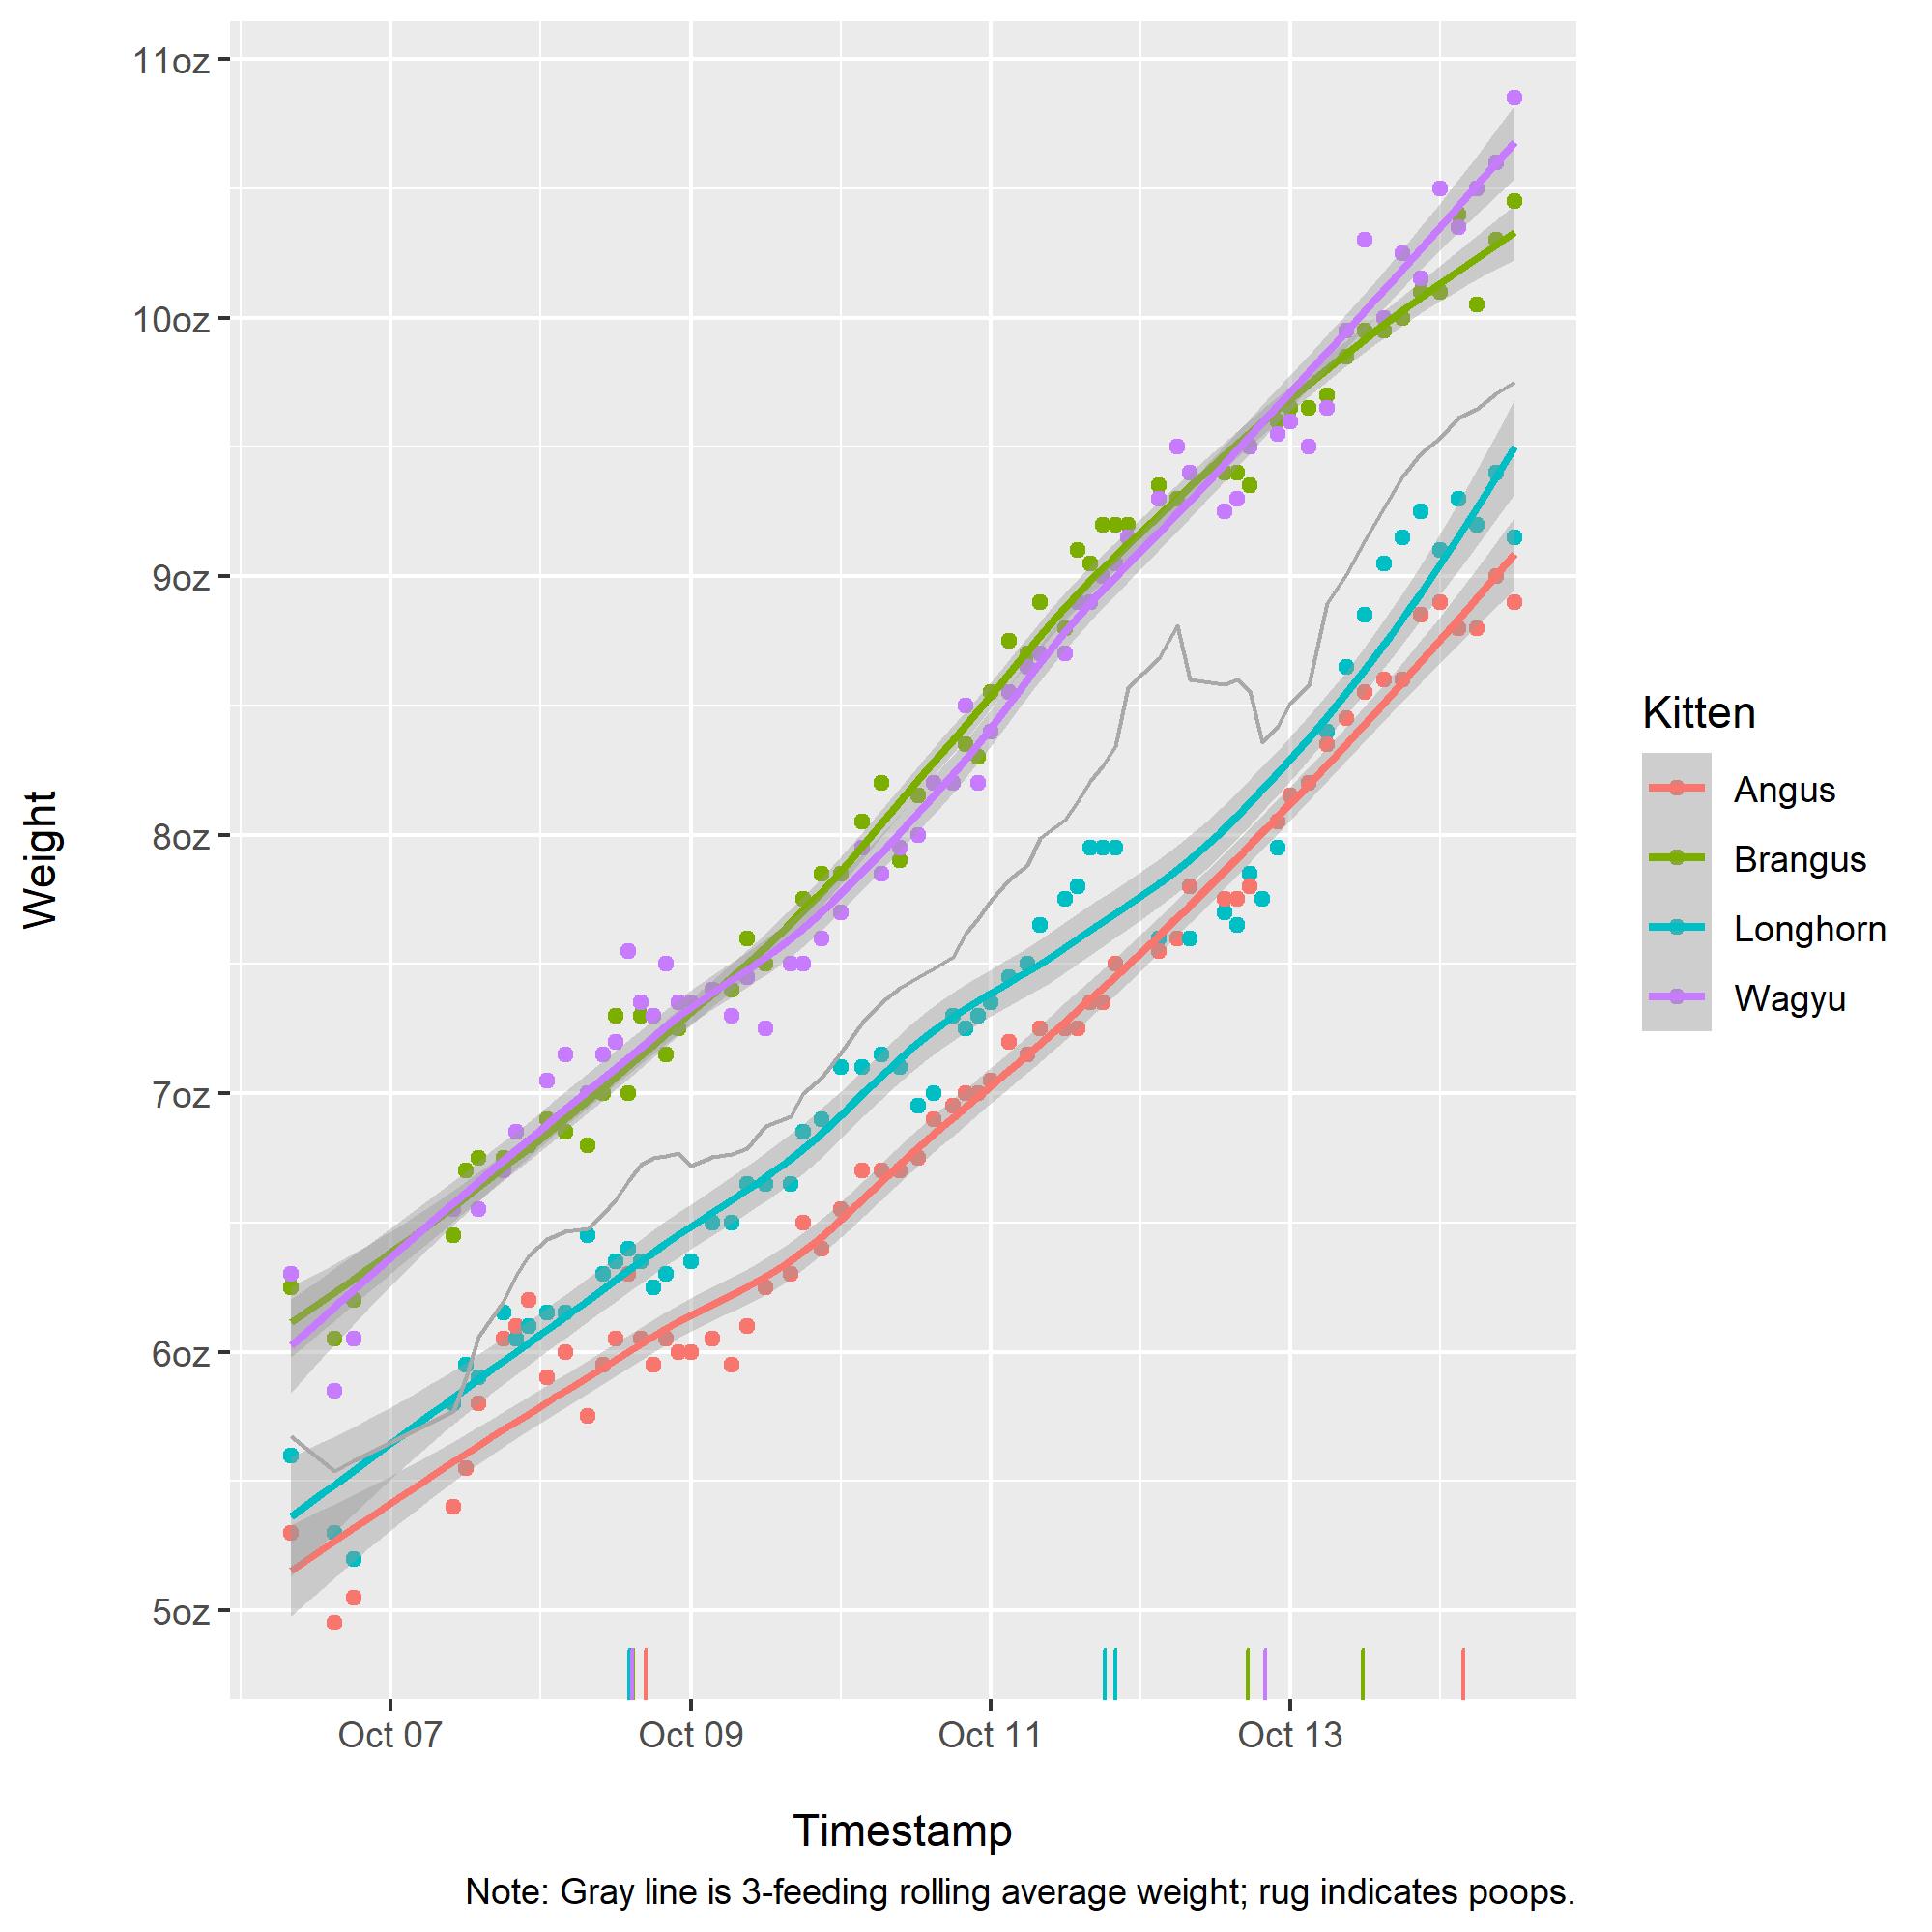 11oz
10oz
9oz
8oz
7oz
6oz
5oz
Weight
Oct 07
Oct 09
Oct 11
Oct 13
Timestamp
Note: Gray line is 3-feeding rolling average weight; rug indicates poops.
Kitten
Angus
Brangus
Longhorn
Wagyu